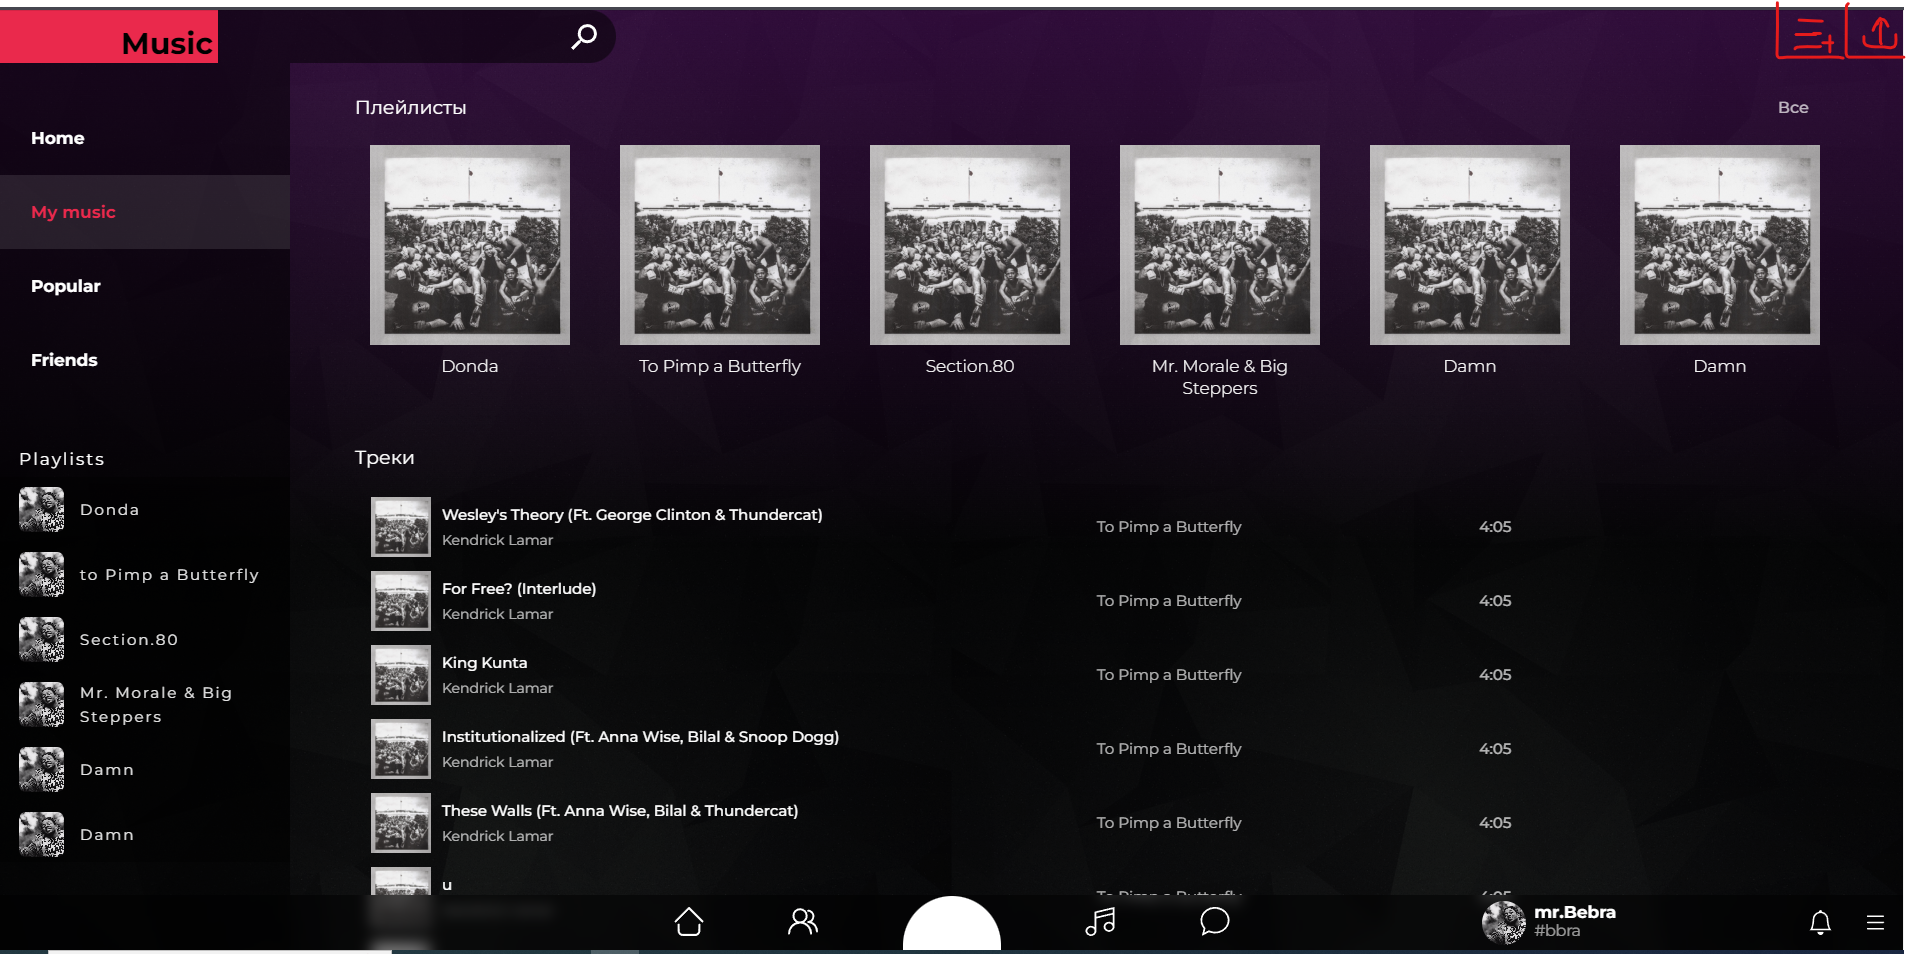 Music
Home
My music
Popular
Friends
Playlists
Donda
to Pimp a Butterfly
Section.80
Mr. Morale & Big
Steppers
Damn
Damn
Плейлисты
Все
Donda
To Pimp a Butterfly
Section.80
Mr. Morale & Big
Steppers
Damn
Damn
Треки
Wesley's Theory (Ft. George Clinton & Thundercat)
Kendrick Lamar
To Pimp a Butterfly
4:05
For Free? (Interlude)
Kendrick Lamar
To Pimp a Butterfly
4:05
King Kunta
Kendrick Lamar
To Pimp a Butterfly
4:05
Institutionalized (Ft. Anna Wise, Bilal & Snoop Dogg)
Kendrick Lamar
To Pimp a Butterfly
4:05
These Walls (Ft. Anna Wise, Bilal & Thundercat)
Kendrick Lamar
To Pimp a Butterfly
4:05
u
mr.Bebra
#bbra